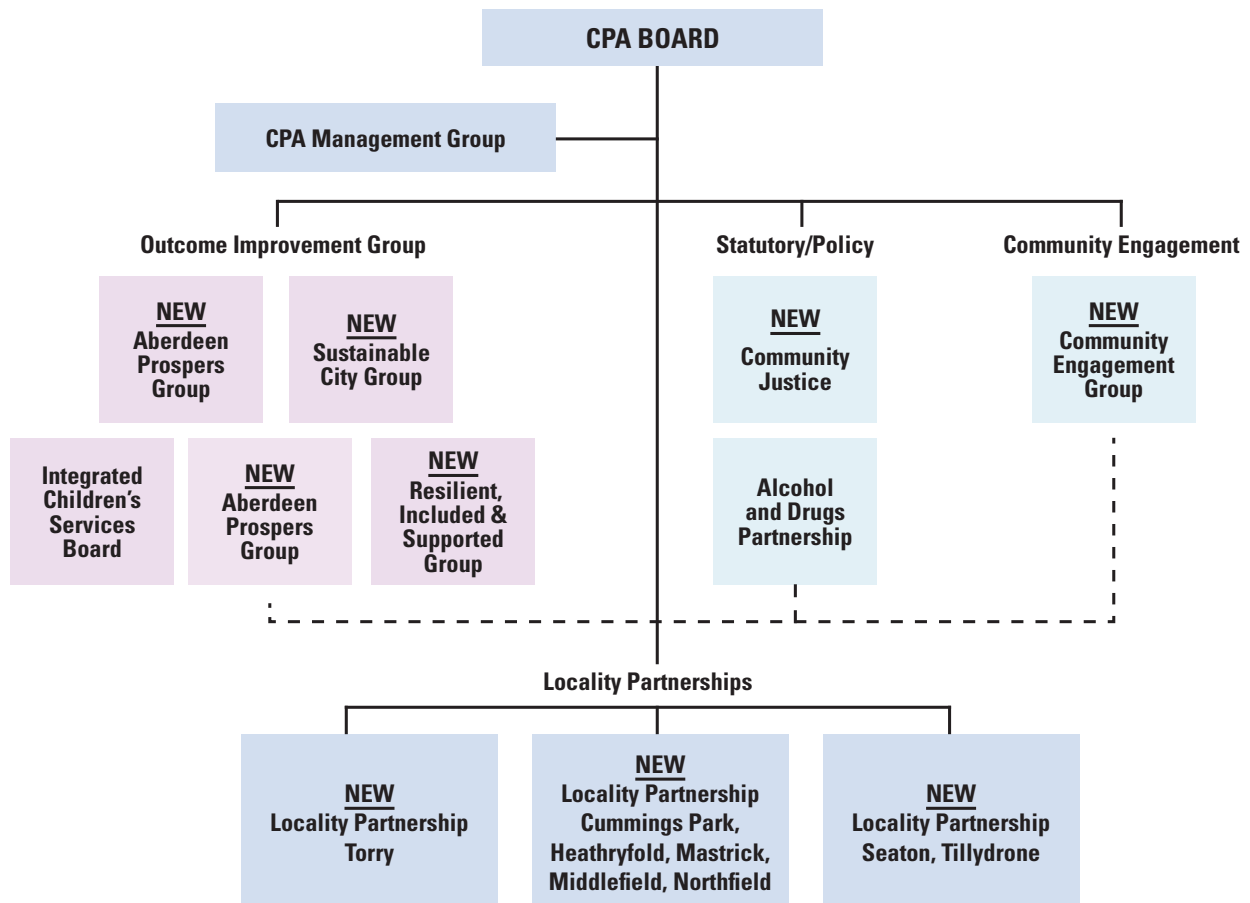 CPA BOARD
CPA Management Group
Outcome Improvement Group
Statutory/Policy
Community Engagement
NEW
Aberdeen
Prospers
Group
NEW
Sustainable
City Group
NEW
Community
Justice
NEW
Community
Engagement
Group
Integrated
Children’s
Services
Board
NEW
Aberdeen
Prospers
Group
NEW
Resilient,
Included &
Supported
Group
Alcohol
and Drugs
Partnership
Locality Partnerships
NEW
Locality Partnership
Torry
NEW
Locality Partnership
Cummings Park,
Heathryfold, Mastrick,
Middlefield, Northfield
NEW
Locality Partnership
Seaton, Tillydrone